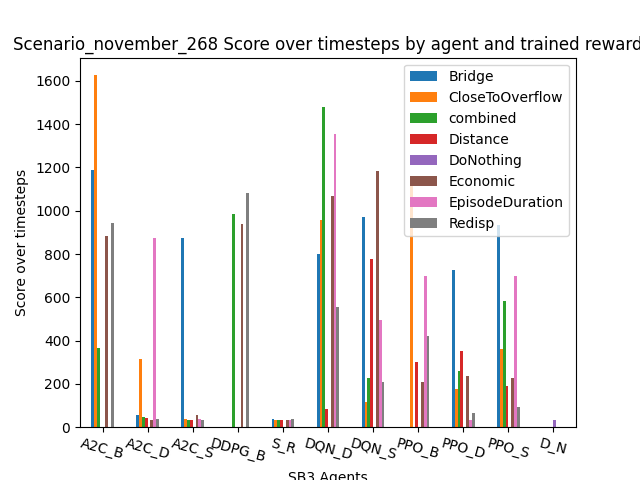 Scenario_november_268 Score over timesteps by agent and trained reward
Score over timesteps
1600
1400
1200
1000
800
600
400
200
0
Bridge
CloseToOverflow
combined
Distance
DoNothing
Economic
EpisodeDuration
Redisp
A2C_B
A2C_D
A2C_S
DDPG_B
S_R
DQN_D
DQN_S
PPO_B
PPO_D
PPO_S
D_N
SB3 Agents